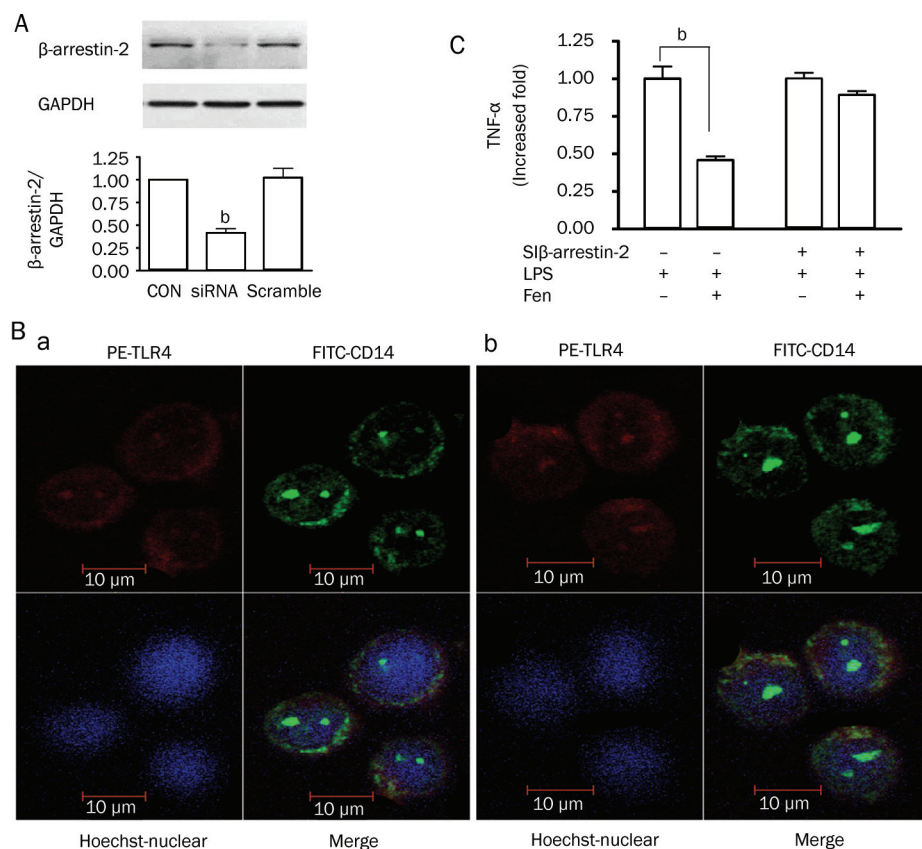 A
β-arrestin-2
GAPDH
β-arrestin-2/
GAPDH
1.25
1.00
0.75
0.50
0.25
0.00
b
CON siRNA Scramble
C
TNF-α
(Increased fold)
1.25
1.00
0.75
0.50
0.25
0.00
b
SIβ-arrestin-2 – – + +
LPS + + + +
Fen – + – +
B
a
PE-TLR4 FITC-CD14
10 µm 10 µm
10 µm 10 µm
Hoechst-nuclear Merge
b
PE-TLR4 FITC-CD14
10 µm 10 µm
10 µm 10 µm
Hoechst-nuclear Merge